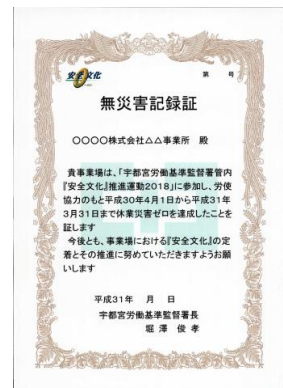 安全文化
第　号
無災害記録証
〇〇〇〇株式会社△△事業所　殿
貴事業場は、「宇都宮労働基準監督署管内
『安全文化』推進運動2018」に参加し、労使
協力のもと平成30年4月1日から平成31年
3月31日まで休業災害ゼロを達成したことを
証します
今後とも、事業場における『安全文化』の定
着とその推進に努めていただきますようお願
いします
平成31年　月　日
宇都宮労働基準監督署長
堀澤　俊孝